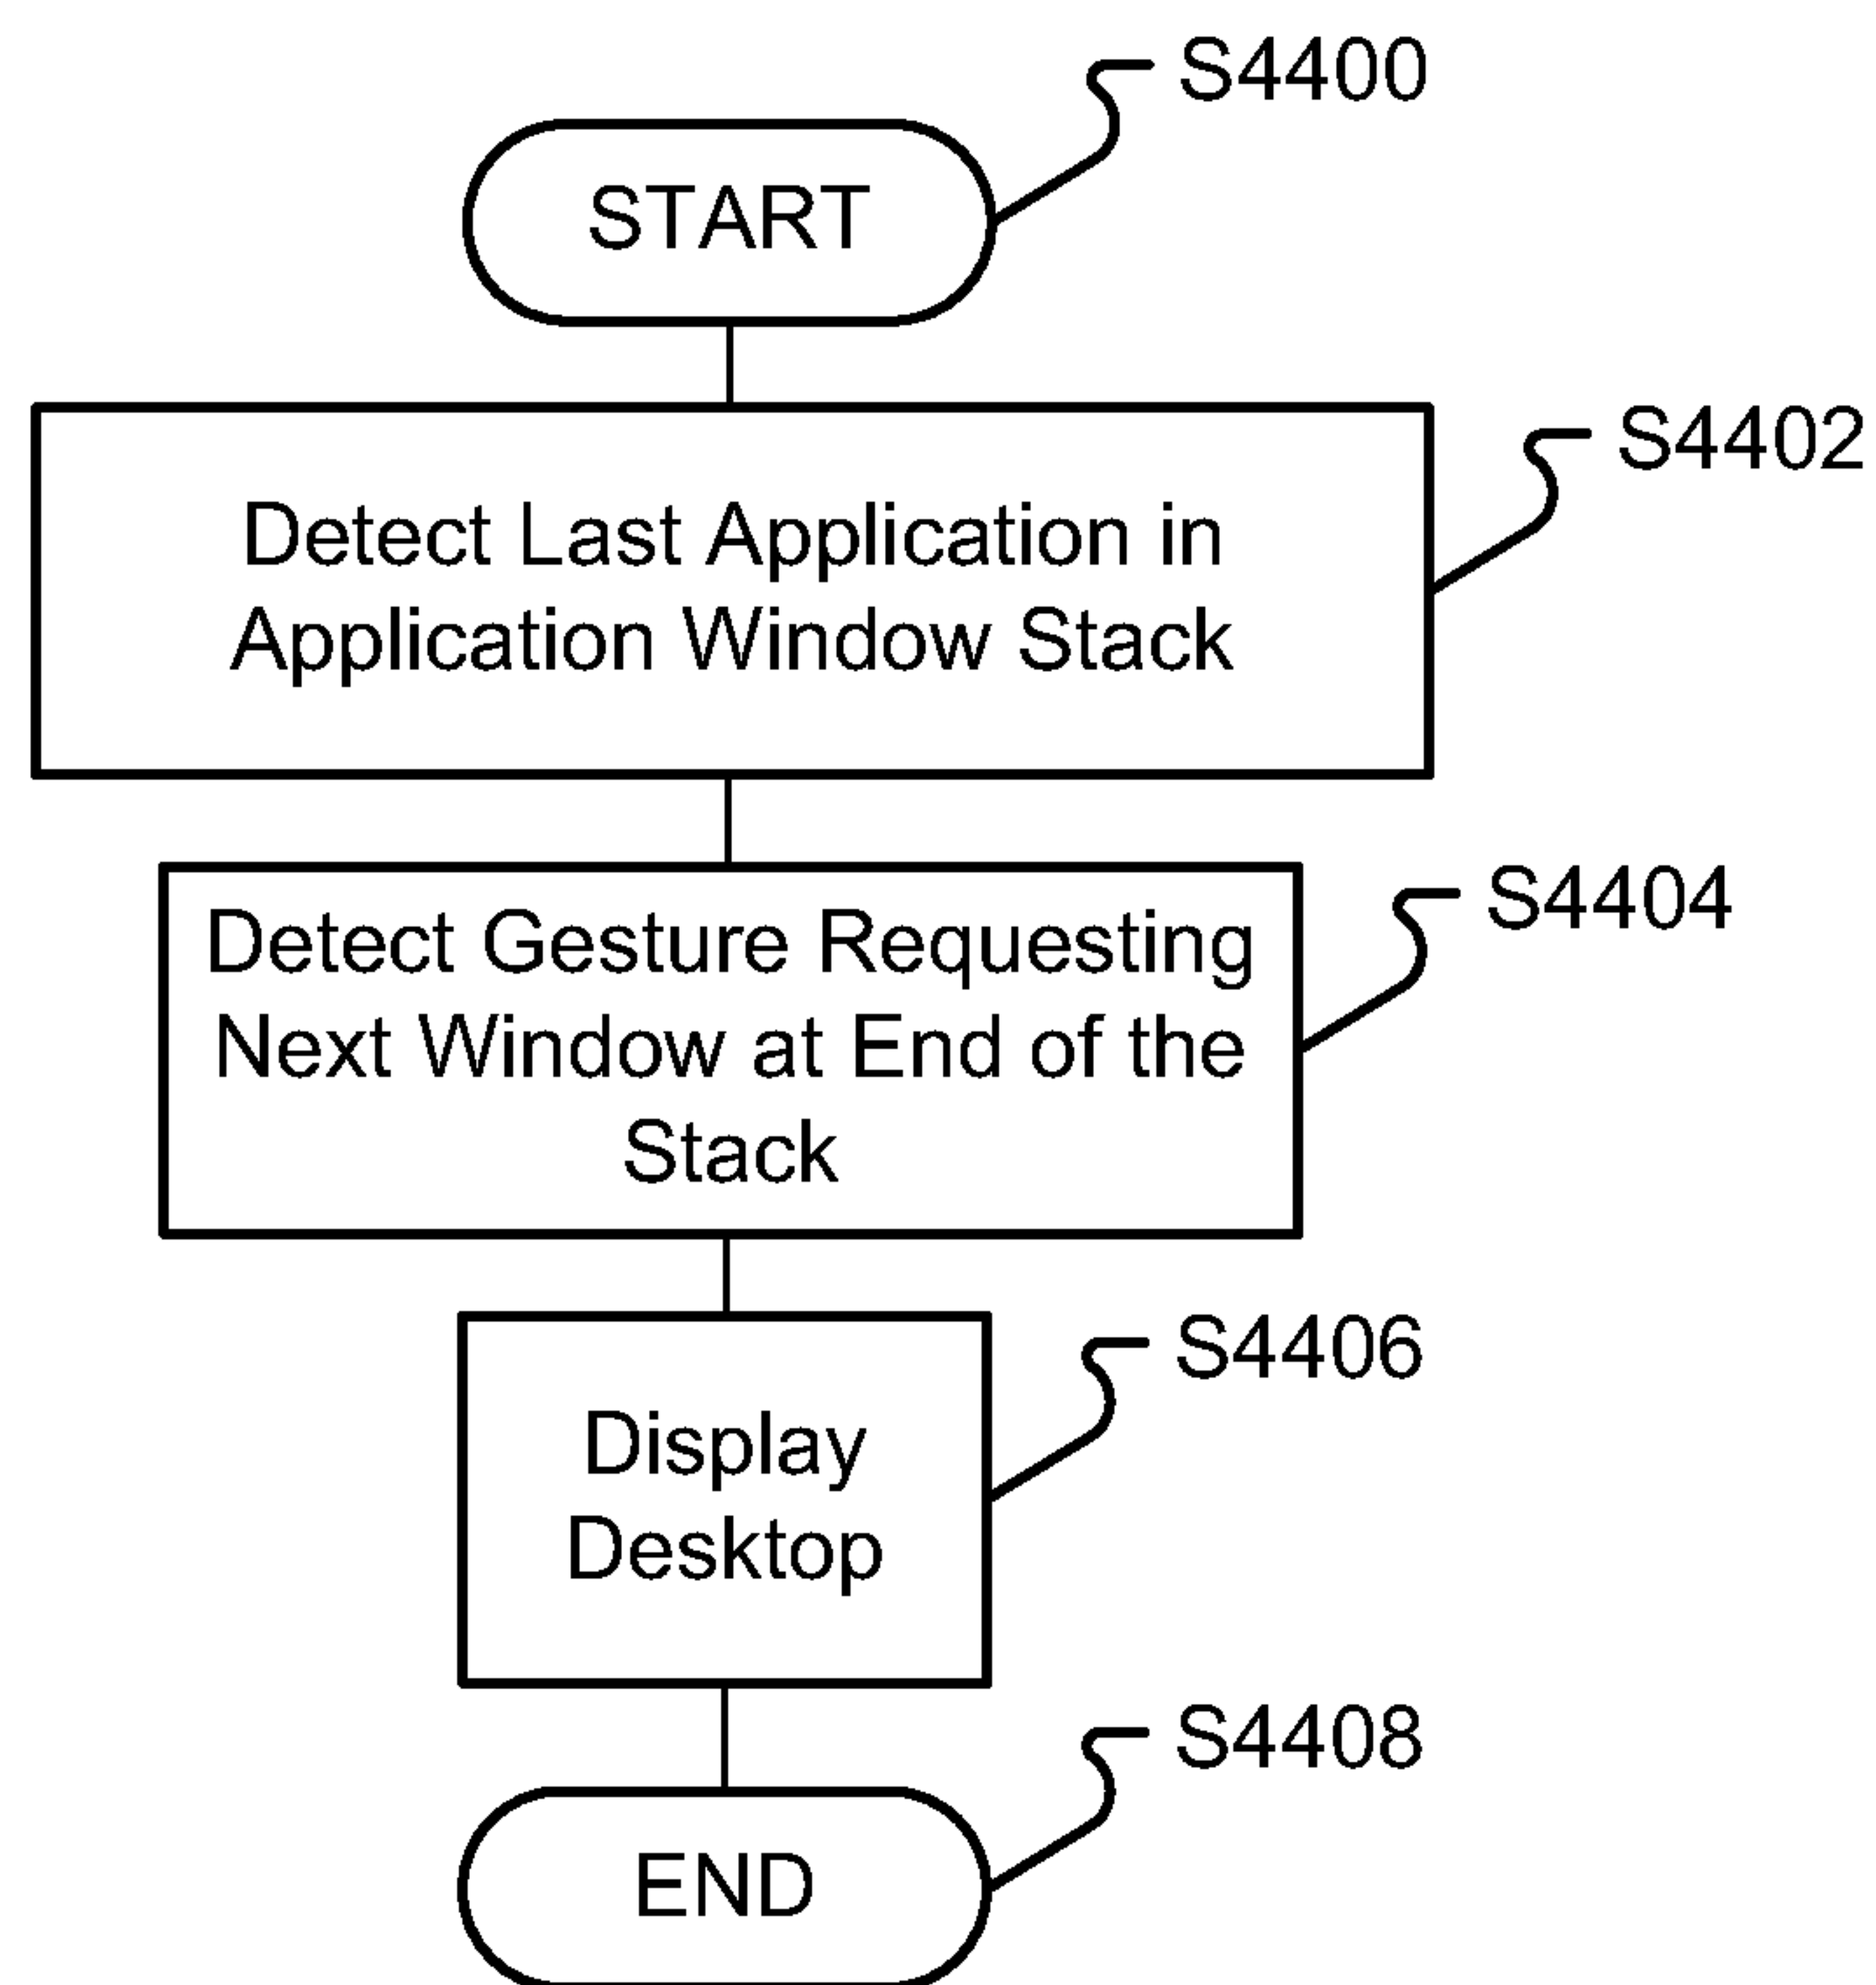 S4400
START
S4402
Detect Last Application in
Application Window Stack
S4404
Detect Gesture Requesting
Next Window at End of the
Stack
S4406
Display
Desktop
S4408
END